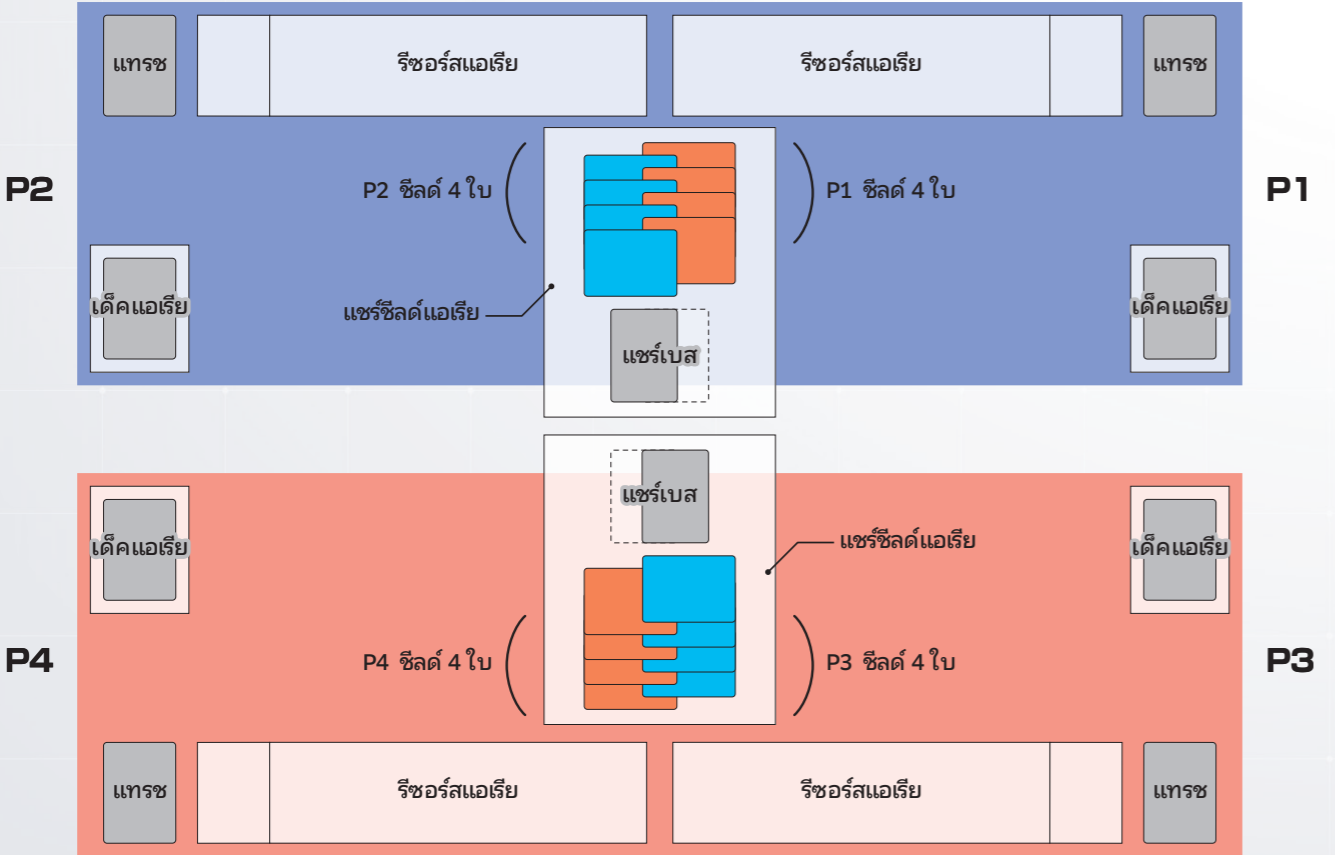 แทรช
รีซอร์สแอเรีย
รีซอร์สแอเรีย
แทรช
P2
P2 ชีลด์ 4 ใบ
P1 ชีลด์ 4 ใบ
P1
เด็คแอเรีย
แชร์ชีลด์แอเรีย
เด็คแอเรีย
แชร์เบส
แชร์เบส
เด็คแอเรีย
แชร์ชีลด์แอเรีย
เด็คแอเรีย
P4
P4 ชีลด์ 4 ใบ
P3 ชีลด์ 4 ใบ
P3
แทรช
รีซอร์สแอเรีย
รีซอร์สแอเรีย
แทรช